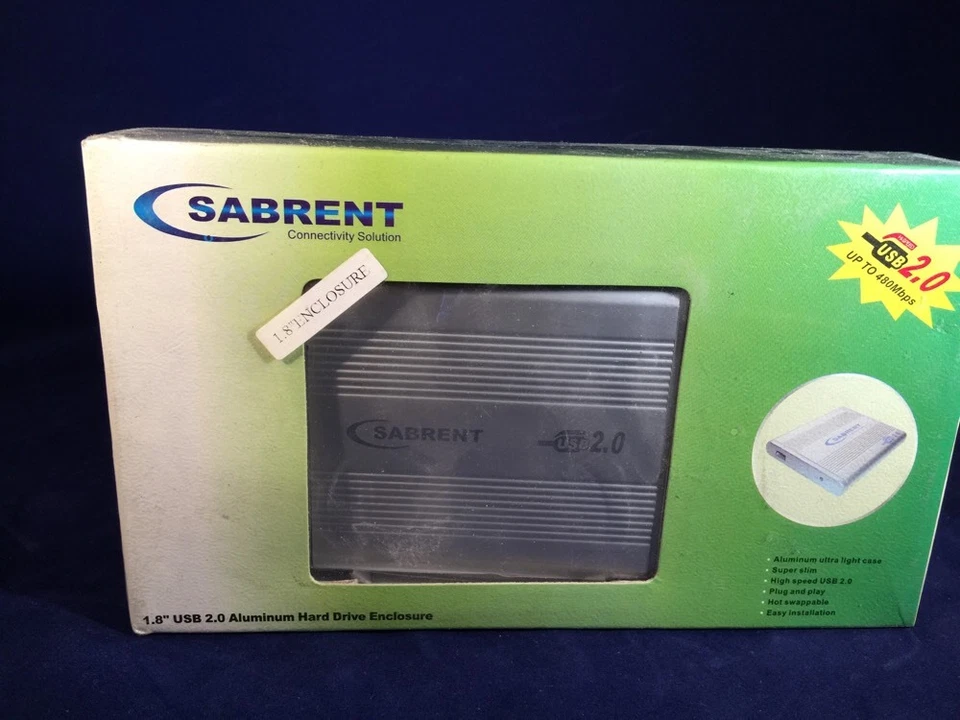 SABRENT
Connectivity Solution
1.8" ENCLOSURE
USB 2.0
UP TO 480Mbps
SABRENT
USB 2.0
SABRENT
· Aluminum ultra light case
· Super slim
· High speed USB 2.0
· Plug and play
· Hot swappable
· Easy installation
1.8" USB 2.0 Aluminum Hard Drive Enclosure